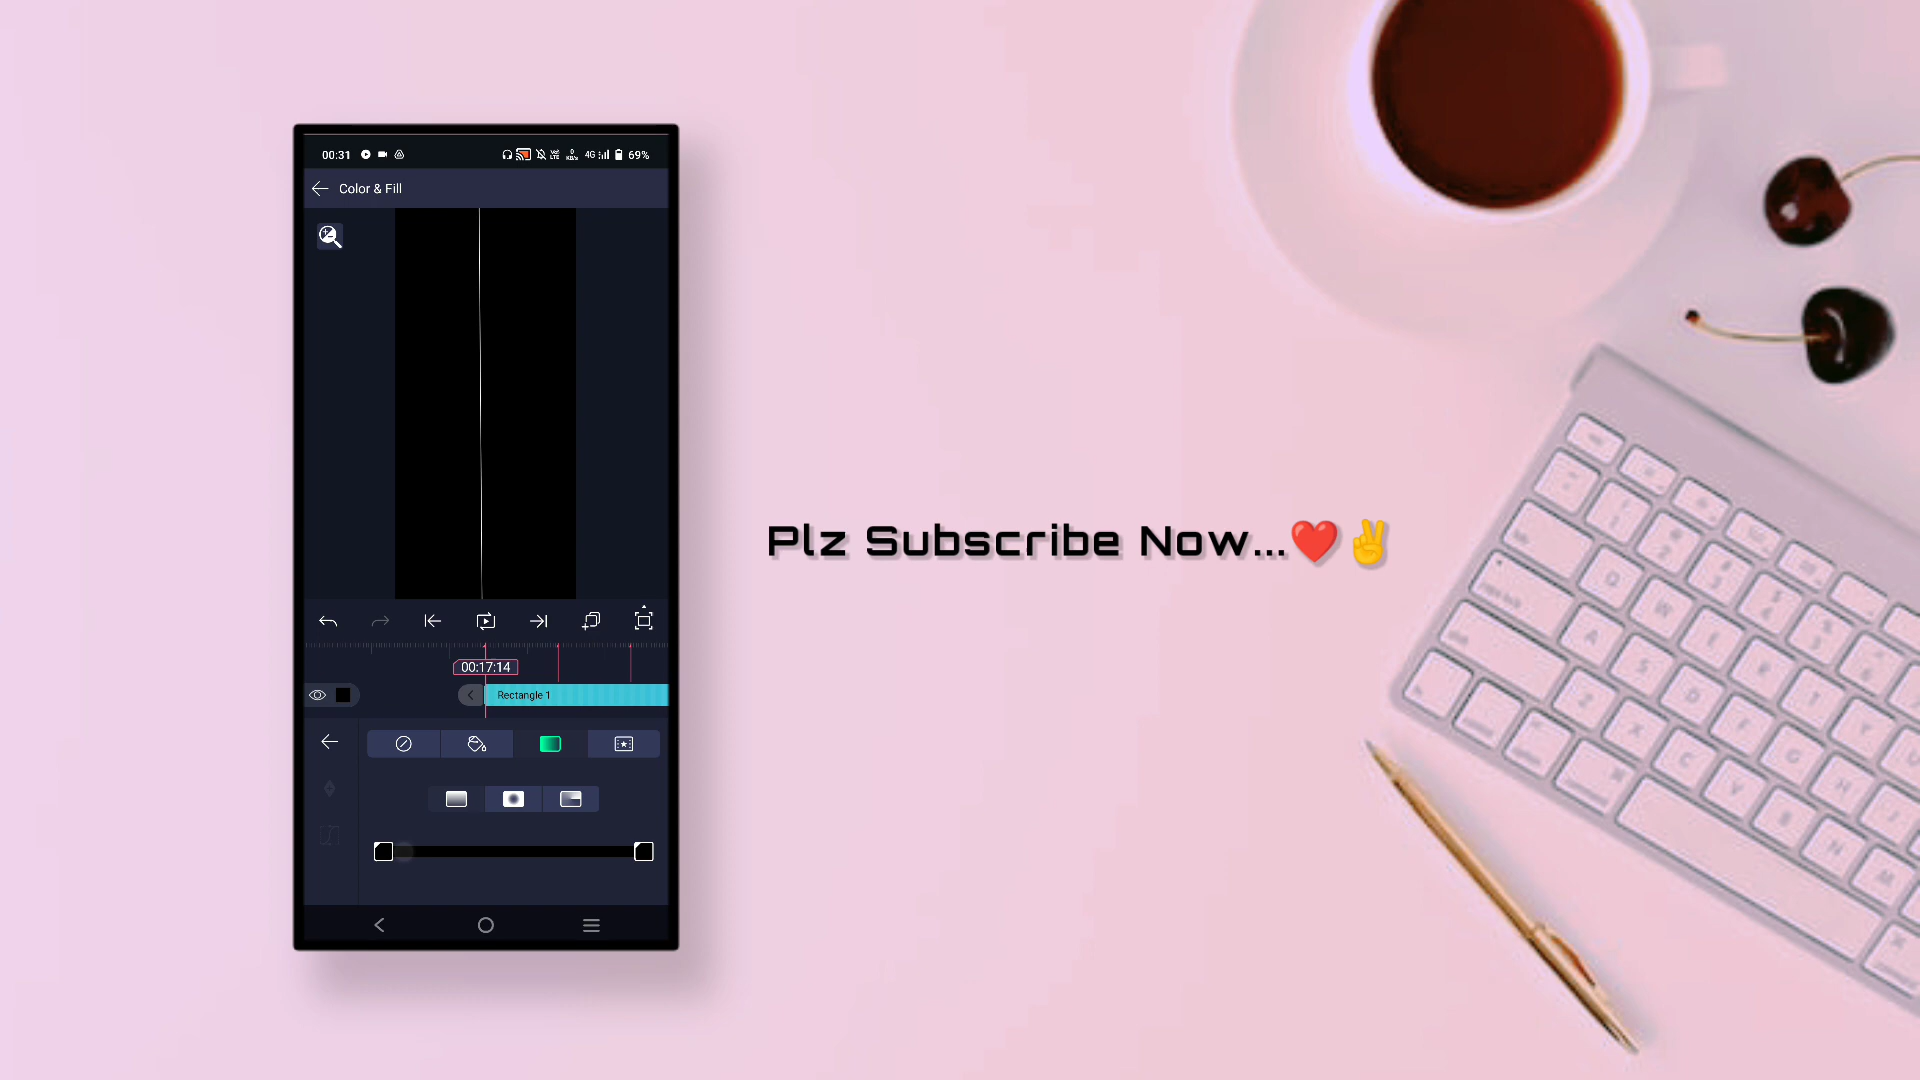 00:31 4G 69%
Color & Fill
Plz Subscribe Now...❤️✌️
00:17:14
Rectangle 1